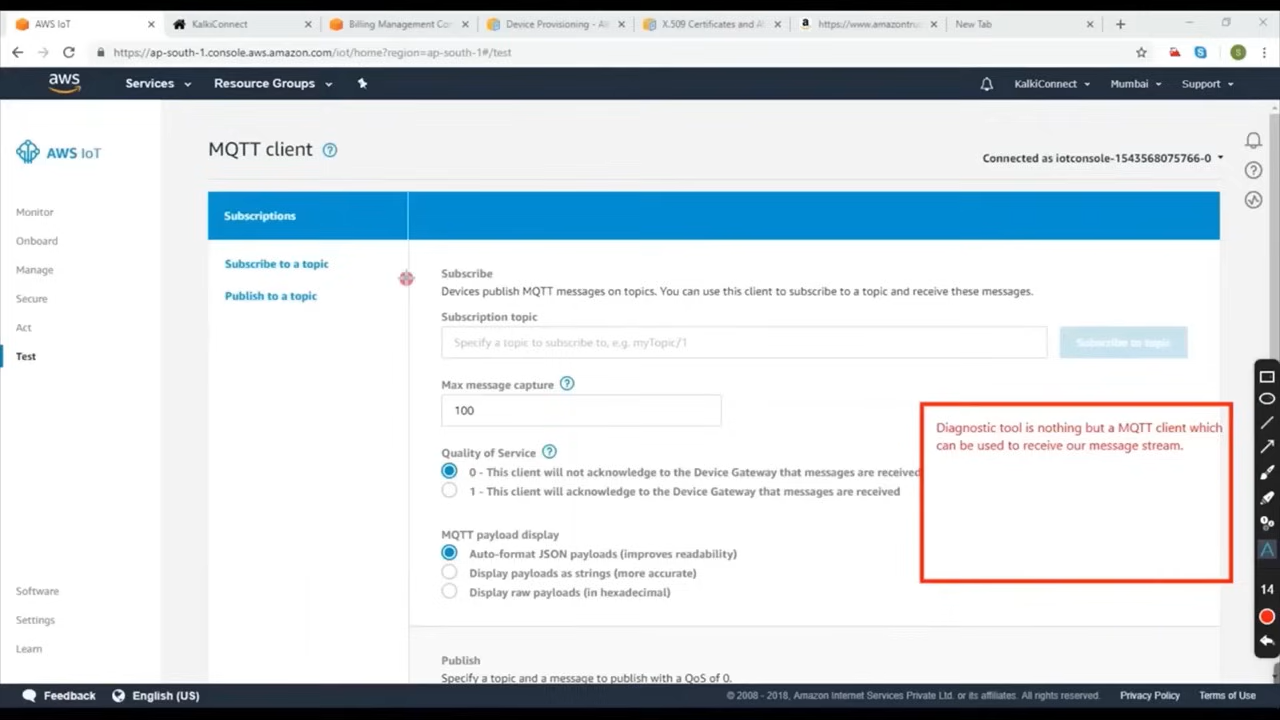 AWS IoT
KalkiConnect
Billing Management Co
Device Provisioning - A
X.509 Certificates and A
https://www.amazontru
New Tab
https://ap-south-1.console.aws.amazon.com/iot/home?region=ap-south-1#/test
S
aws
Services
Resource Groups
KalkiConnect
Mumbai
Support
AWS IoT
MQTT client
Connected as iotconsole-1543568075766-0
Monitor
Onboard
Manage
Secure
Act
Test
Software
Settings
Learn
Subscriptions
Subscribe to a topic
Publish to a topic
Subscribe
Devices publish MQTT messages on topics. You can use this client to subscribe to a topic and receive these messages.
Subscription topic
Specify a topic to subscribe to, e.g. myTopic/1
Subscribe to topic
Max message capture
100
Quality of Service
0 - This client will not acknowledge to the Device Gateway that messages are received
1 - This client will acknowledge to the Device Gateway that messages are received
MQTT payload display
Auto-format JSON payloads (improves readability)
Display payloads as strings (more accurate)
Display raw payloads (in hexadecimal)
Diagnostic tool is nothing but a MQTT client which
can be used to receive our message stream.
14
Publish
Specify a topic and a message to publish with a QoS of 0.
Feedback
English (US)
© 2008 - 2018, Amazon Internet Services Private Ltd. or its affiliates. All rights reserved.
Privacy Policy
Terms of Use